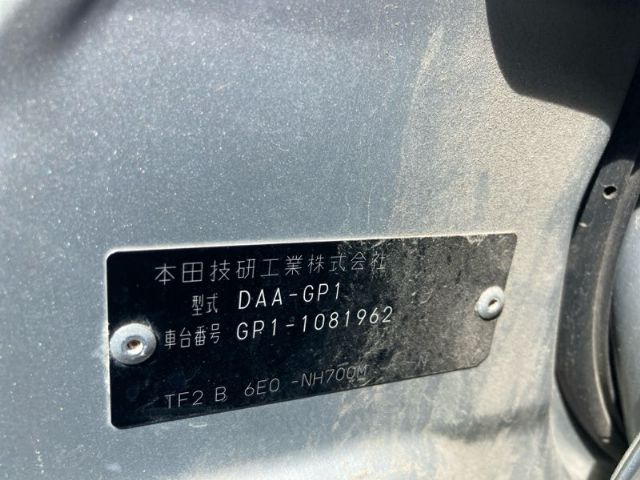 本田技研工業株式会社
型式 DAA-GP1
車台番号 GP1-1081962
TF2 B 6E0 -NH700M - -N